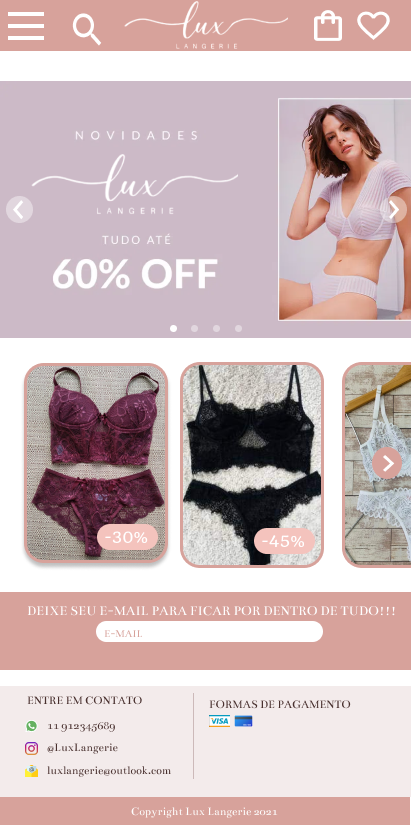 lux
LANGERIE
NOVIDADES
lux
LANGERIE
TUDO ATÉ
60% OFF
-30%
-45%
DEIXE SEU E-MAIL PARA FICAR POR DENTRO DE TUDO!!!
E-MAIL
ENTRE EM CONTATO
11 912345689
@LuxLangerie
luxlangerie@outlook.com
FORMAS DE PAGAMENTO
VISA
Copyright Lux Langerie 2021